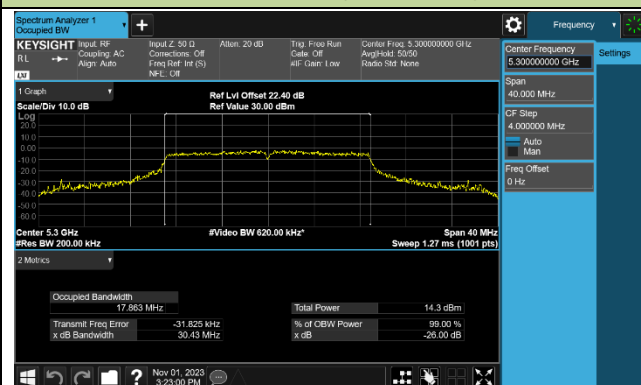 Spectrum Analyzer 1
Occupied BW
+
Frequency
KEYSIGHT
Input: RF
Coupling: AC
Align: Auto
Input Z: 50 Ω
Corrections: Off
Freq Ref: Int (S)
NFE: Off
Atten: 20 dB
Trig: Free Run
Gate: Off
#IF Gain: Low
Center Freq: 5.300000000 GHz
Avg|Hold: 50/50
Radio Std: None
RL
LXI
Center Frequency
5.300000000 GHz
Settings
Span
40.000 MHz
CF Step
4.000000 MHz
Auto
Man
Freq Offset
0 Hz
1 Graph
Scale/Div 10.0 dB
Ref Lvl Offset 22.40 dB
Ref Value 30.00 dBm
Log
20.0
10.0
0.00
-10.0
-20.0
-30.0
-40.0
-50.0
-60.0
Center 5.3 GHz
#Res BW 200.00 kHz
#Video BW 620.00 kHz*
Span 40 MHz
Sweep 1.27 ms (1001 pts)
2 Metrics
Occupied Bandwidth
17.863 MHz
Total Power 14.3 dBm
Transmit Freq Error -31.825 kHz
% of OBW Power 99.00 %
x dB Bandwidth 30.43 MHz
x dB -26.00 dB
?
Nov 01, 2023
3:23:00 PM